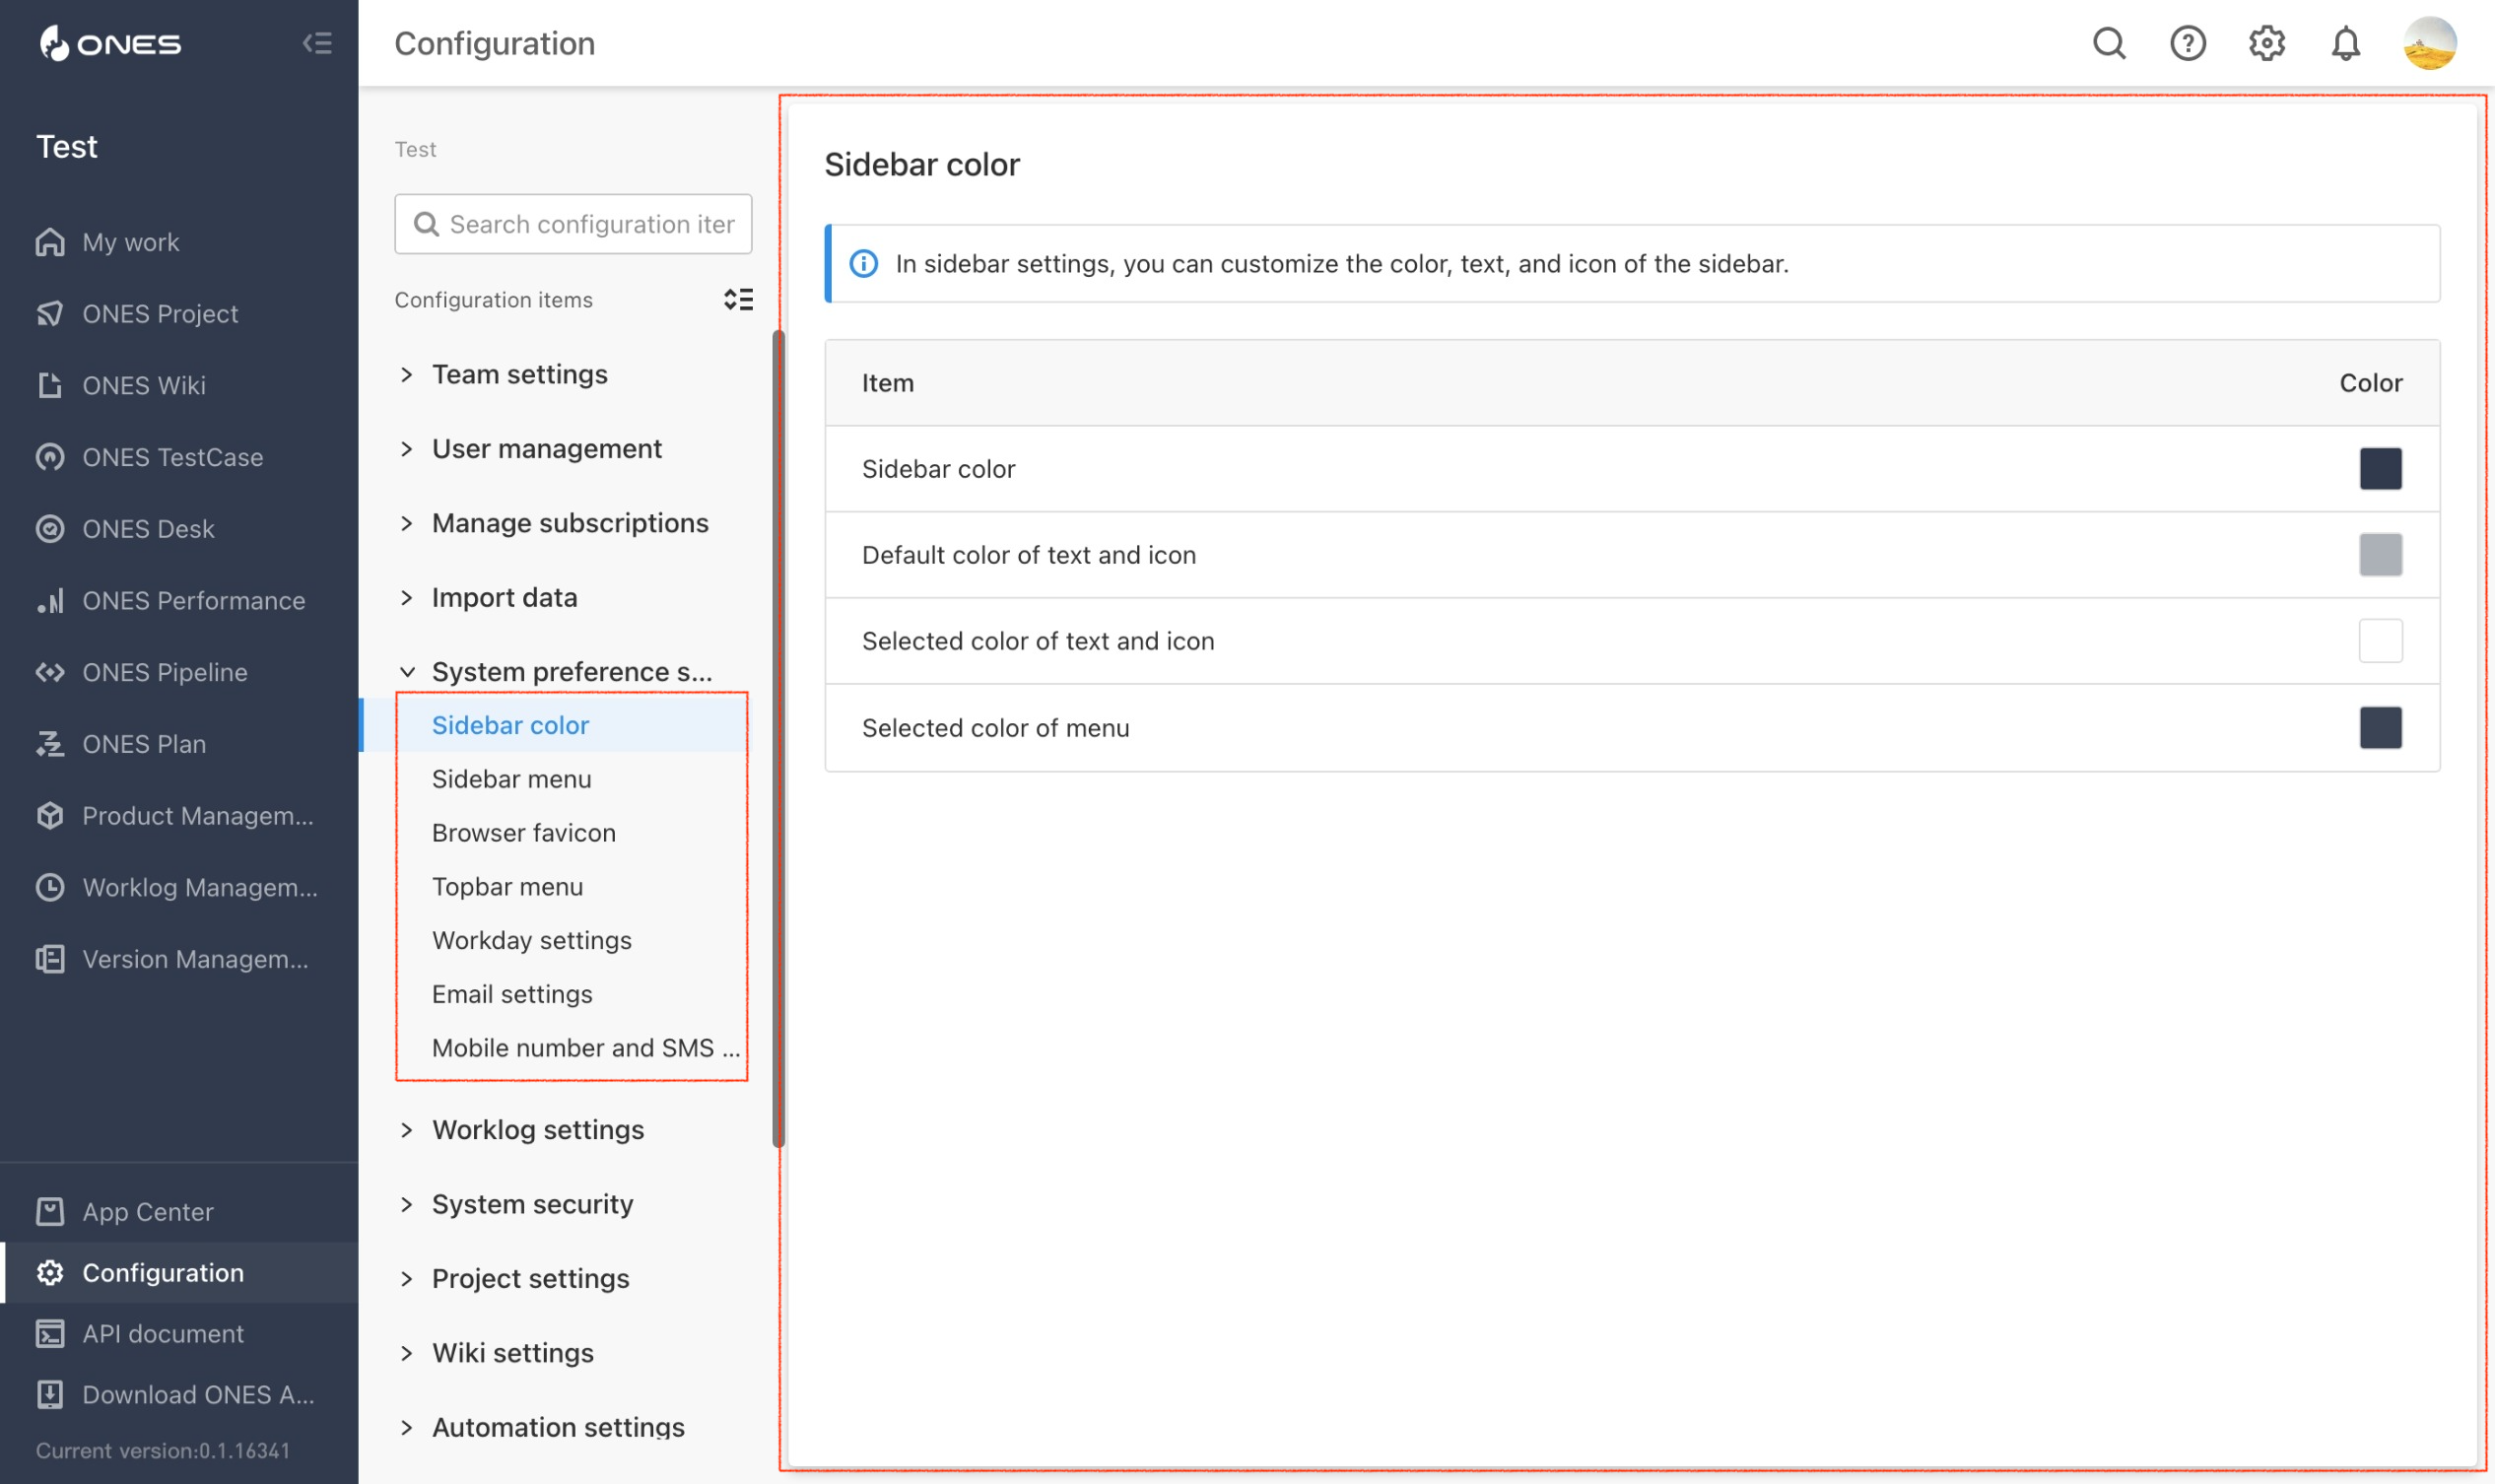 ONES
Test
My work
ONES Project
ONES Wiki
ONES TestCase
ONES Desk
ONES Performance
ONES Pipeline
ONES Plan
Product Managem...
Worklog Managem...
Version Managem...
App Center
Configuration
API document
Download ONES A...
Current version:0.1.16341
Configuration
Test
Search configuration iter
Configuration items
Team settings
User management
Manage subscriptions
Import data
System preference s...
Sidebar color
Sidebar menu
Browser favicon
Topbar menu
Workday settings
Email settings
Mobile number and SMS ...
Worklog settings
System security
Project settings
Wiki settings
Automation settings
Sidebar color
In sidebar settings, you can customize the color, text, and icon of the sidebar.
Item Color
Sidebar color
Default color of text and icon
Selected color of text and icon
Selected color of menu